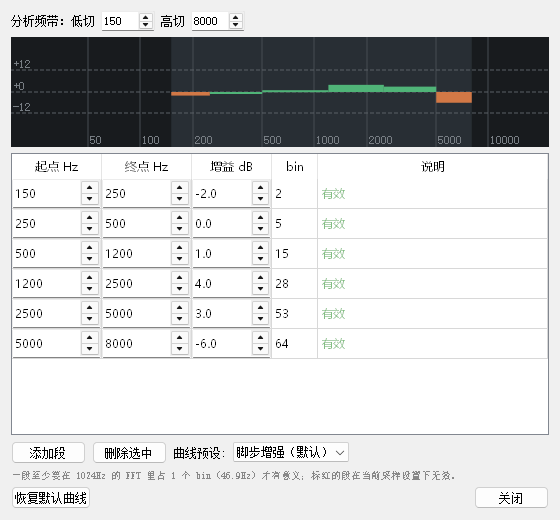 分析频带：低切 150 高切 8000
+12
+0
-12
50 100 200 500 1000 2000 5000 10000
起点 Hz 终点 Hz 增益 dB bin 说明
150 250 -2.0 2 有效
250 500 0.0 5 有效
500 1200 1.0 15 有效
1200 2500 4.0 28 有效
2500 5000 3.0 53 有效
5000 8000 -6.0 64 有效
添加段 删除选中 曲线预设： 脚步增强（默认）
一段至少要在 1024Hz 的 FFT 里占 1 个 bin（46.9Hz）才有意义；标红的段在当前采样设置下无效。
恢复默认曲线 关闭